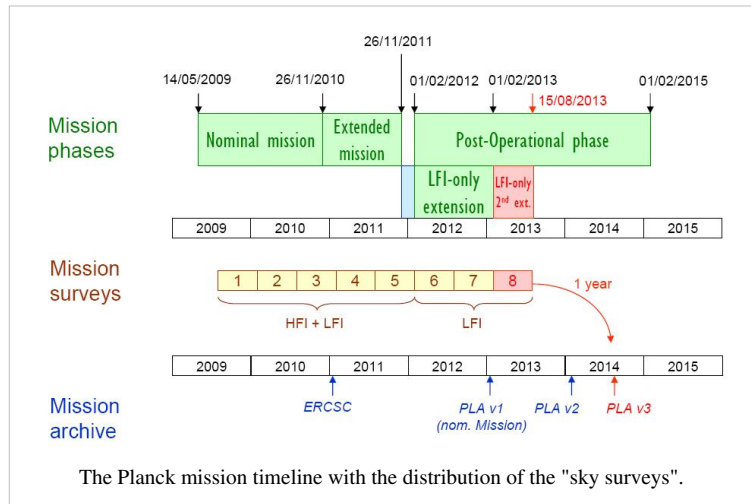 26/11/2011
14/05/2009 26/11/2010 01/02/2012 01/02/2013 01/02/2015
15/08/2013
Mission
phases
Nominal mission
Extended
mission
Post-Operational phase
LFI-only
extension
LFI-only
2nd ext.
2009 2010 2011 2012 2013 2014 2015
Mission
surveys
1 2 3 4 5 6 7 8
1 year
HFI + LFI LFI
2009 2010 2011 2012 2013 2014 2015
Mission
archive
ERCSC
PLA v1
(nom. Mission)
PLA v2
PLA v3
The Planck mission timeline with the distribution of the "sky surveys".